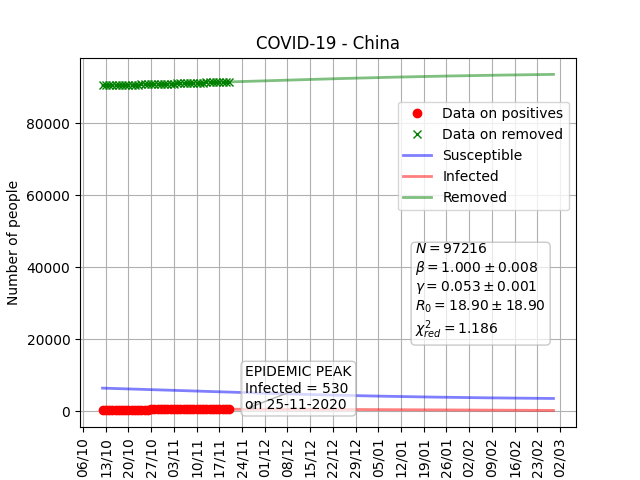 COVID-19 - China
Number of people
80000
60000
40000
20000
0
Data on positives
Data on removed
Susceptible
Infected
Removed
N = 97216
β = 1.000 ± 0.008
γ = 0.053 ± 0.001
R₀ = 18.90 ± 18.90
χ²red = 1.186
EPIDEMIC PEAK
Infected = 530
on 25-11-2020
06/10
13/10
20/10
27/10
03/11
10/11
17/11
24/11
01/12
08/12
15/12
22/12
29/12
05/01
12/01
19/01
26/01
02/02
09/02
16/02
23/02
02/03